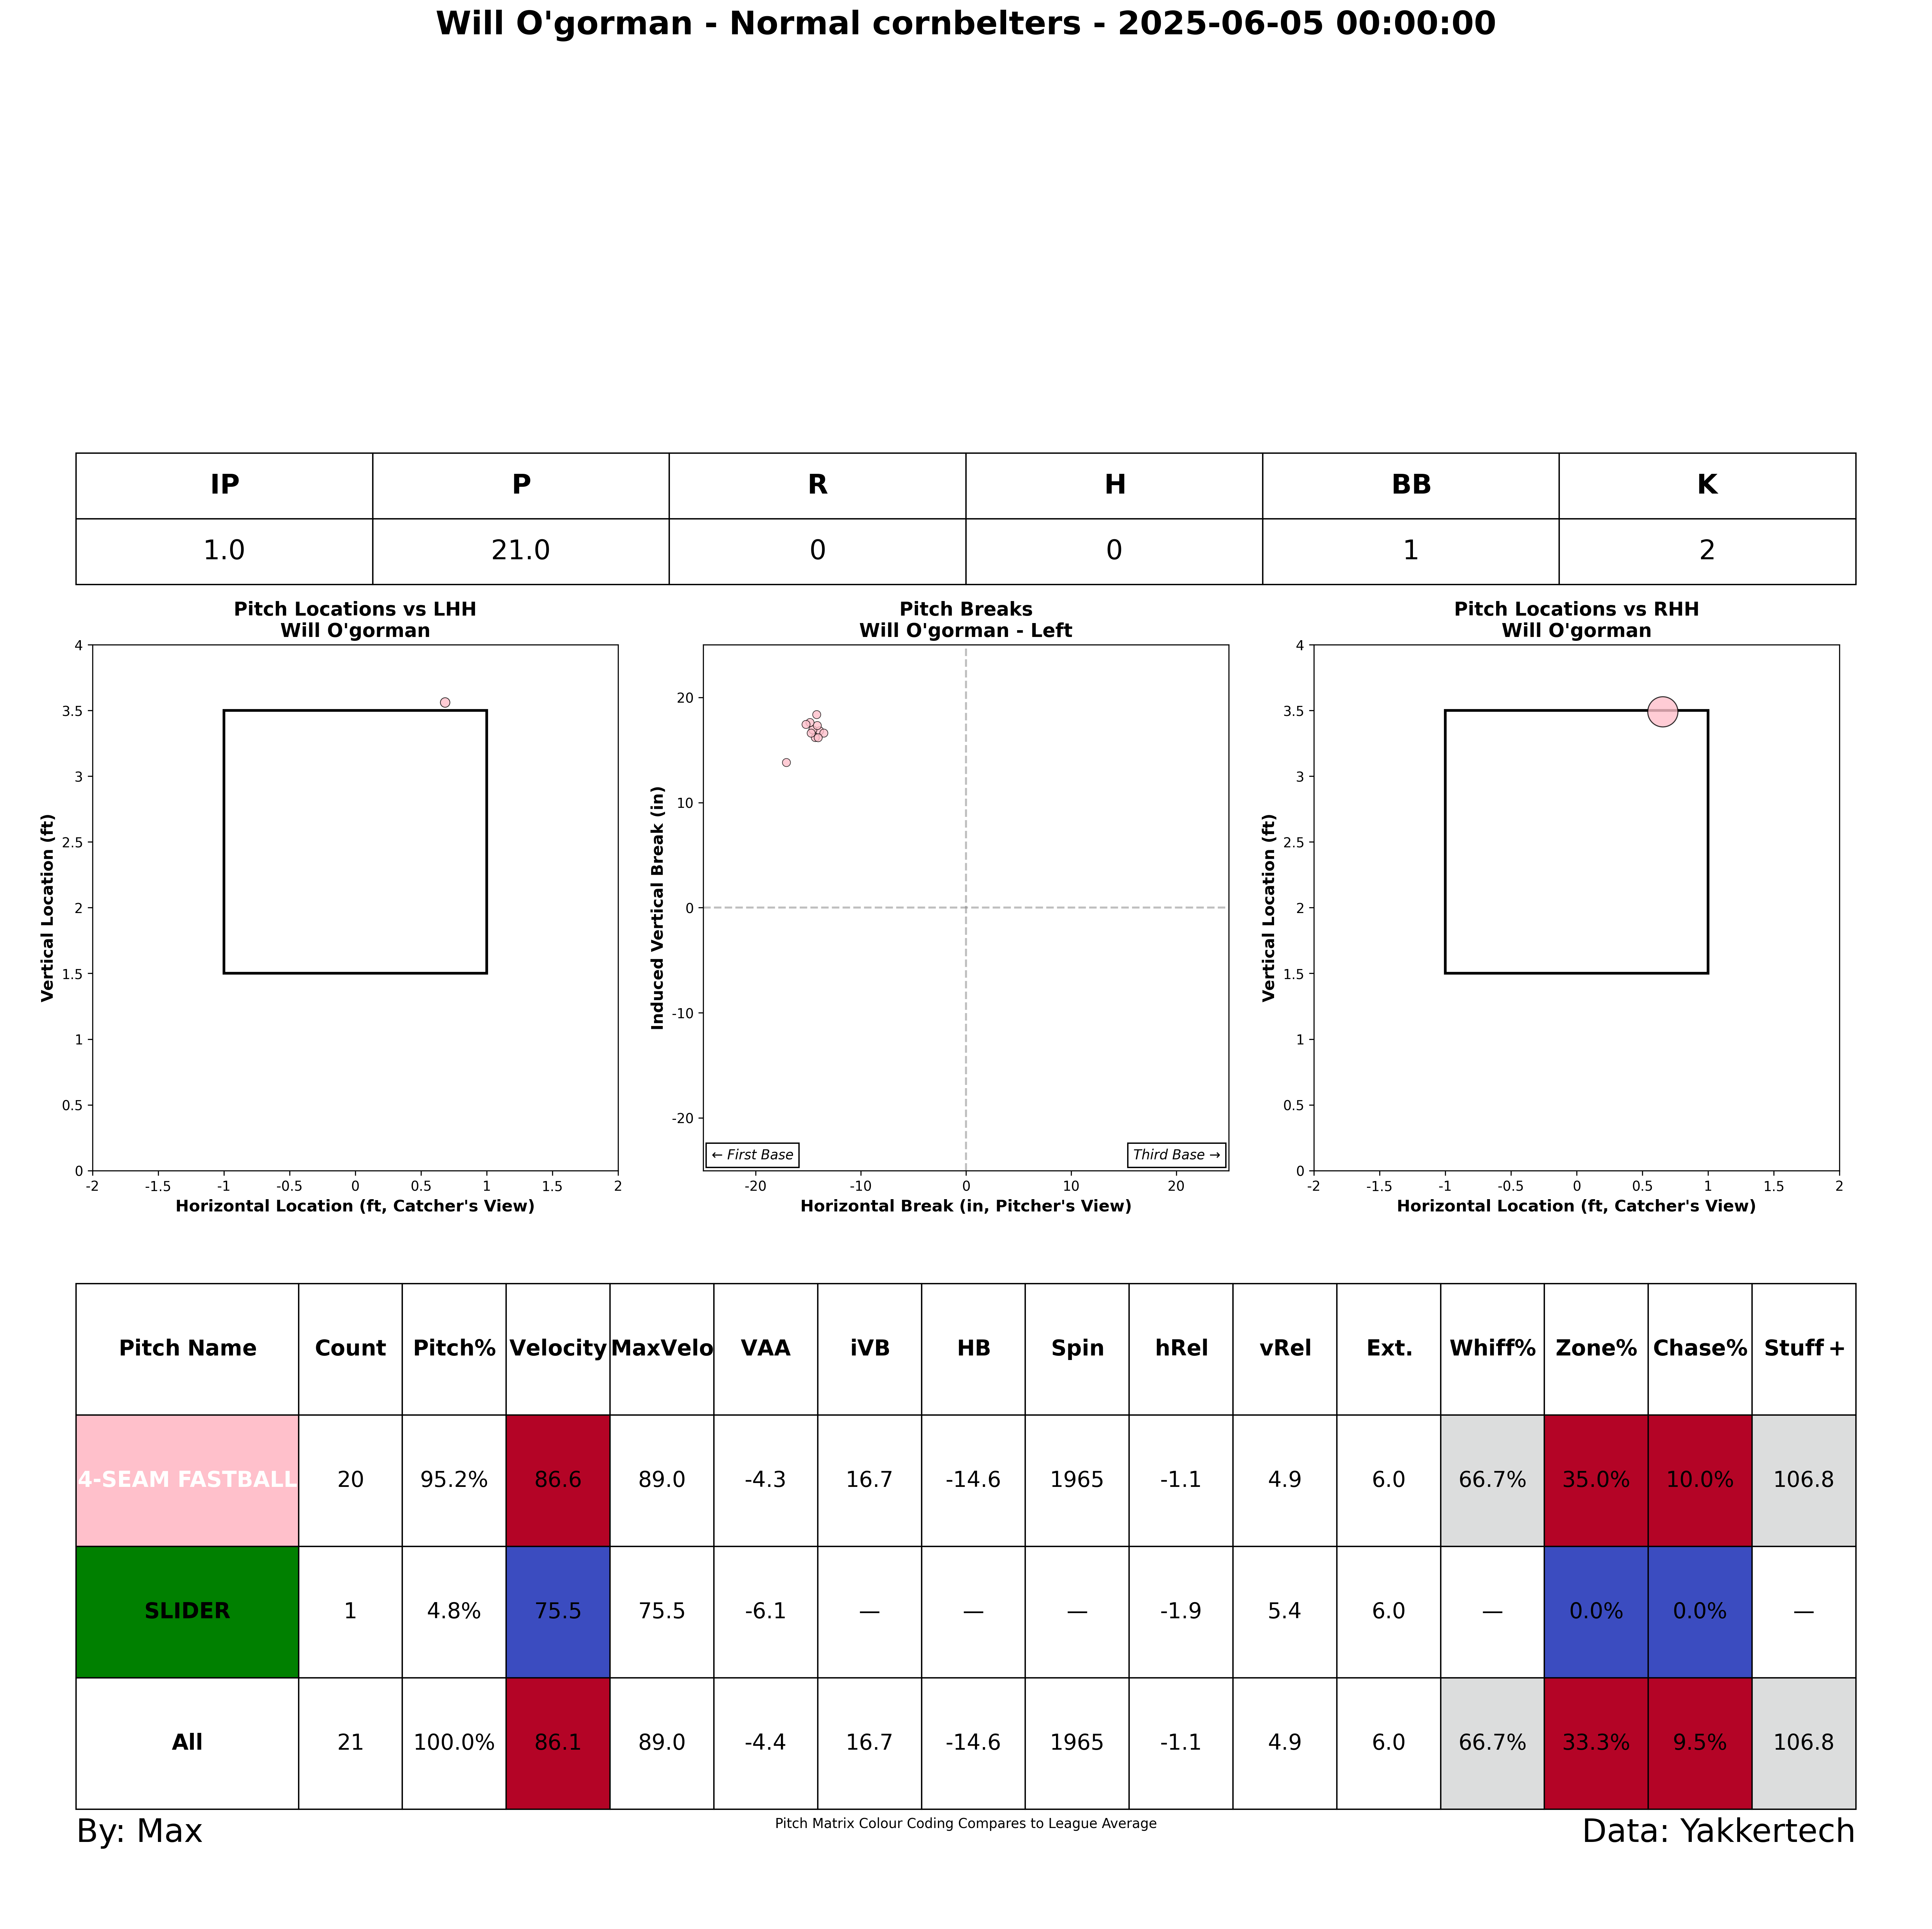 Will O'gorman - Normal cornbelters - 2025-06-05 00:00:00
IP P R H BB K
1.0 21.0 0 0 1 2
Pitch Locations vs LHH
Will O'gorman
4
3.5
3
2.5
2
1.5
1
0.5
0
Vertical Location (ft)
-2 -1.5 -1 -0.5 0 0.5 1 1.5 2
Horizontal Location (ft, Catcher's View)
Pitch Breaks
Will O'gorman - Left
20
10
0
-10
-20
Induced Vertical Break (in)
← First Base Third Base →
-20 -10 0 10 20
Horizontal Break (in, Pitcher's View)
Pitch Locations vs RHH
Will O'gorman
4
3.5
3
2.5
2
1.5
1
0.5
0
Vertical Location (ft)
-2 -1.5 -1 -0.5 0 0.5 1 1.5 2
Horizontal Location (ft, Catcher's View)
Pitch Name Count Pitch% Velocity MaxVelo VAA iVB HB Spin hRel vRel Ext. Whiff% Zone% Chase% Stuff+
4-SEAM FASTBALL 20 95.2% 86.6 89.0 -4.3 16.7 -14.6 1965 -1.1 4.9 6.0 66.7% 35.0% 10.0% 106.8
SLIDER 1 4.8% 75.5 75.5 -6.1 — — — -1.9 5.4 6.0 — 0.0% 0.0% —
All 21 100.0% 86.1 89.0 -4.4 16.7 -14.6 1965 -1.1 4.9 6.0 66.7% 33.3% 9.5% 106.8
By: Max
Pitch Matrix Colour Coding Compares to League Average
Data: Yakkertech